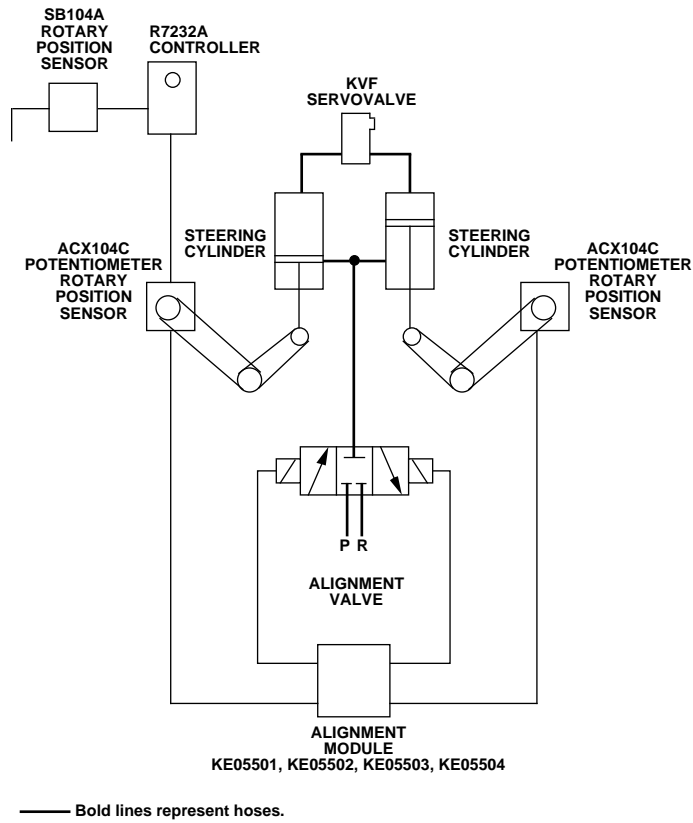 SB104A
ROTARY
POSITION
SENSOR
R7232A
CONTROLLER
KVF
SERVOVALVE
STEERING
CYLINDER
STEERING
CYLINDER
ACX104C
POTENTIOMETER
ROTARY
POSITION
SENSOR
ACX104C
POTENTIOMETER
ROTARY
POSITION
SENSOR
P R
ALIGNMENT
VALVE
ALIGNMENT
MODULE
KE05501, KE05502, KE05503, KE05504
Bold lines represent hoses.